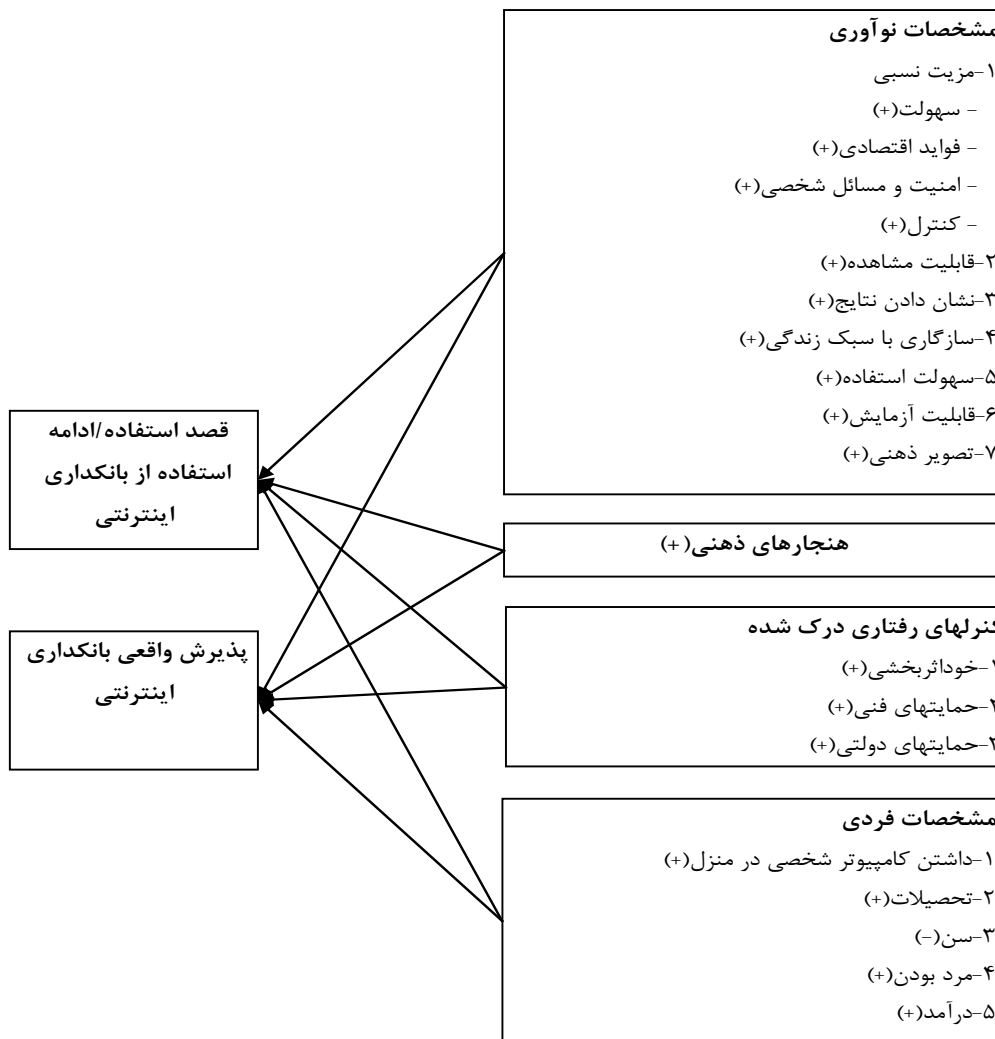 مشخصات نوآوری
۱-مزیت نسبی
- سهولت(+)
- فواید اقتصادی(+)
- امنیت و مسائل شخصی(+)
- کنترل(+)
۲-قابلیت مشاهده(+)
۳-نشان دادن نتایج(+)
۴-سازگاری با سبک زندگی(+)
۵-سهولت استفاده(+)
۶-قابلیت آزمایش(+)
۷-تصویر ذهنی(+)
هنجارهای ذهنی(+)
کنرلهای رفتاری درک شده
۱-خوداثربخشی(+)
۲-حمایتهای فنی(+)
۲-حمایتهای دولتی(+)
مشخصات فردی
۱-داشتن کامپیوتر شخصی در منزل(+)
۲-تحصیلات(+)
۳-سن(-)
۴-مرد بودن(+)
۵-درآمد(+)
قصد استفاده/ادامه
استفاده از بانکداری
اینترنتی
پذیرش واقعی بانکداری
اینترنتی